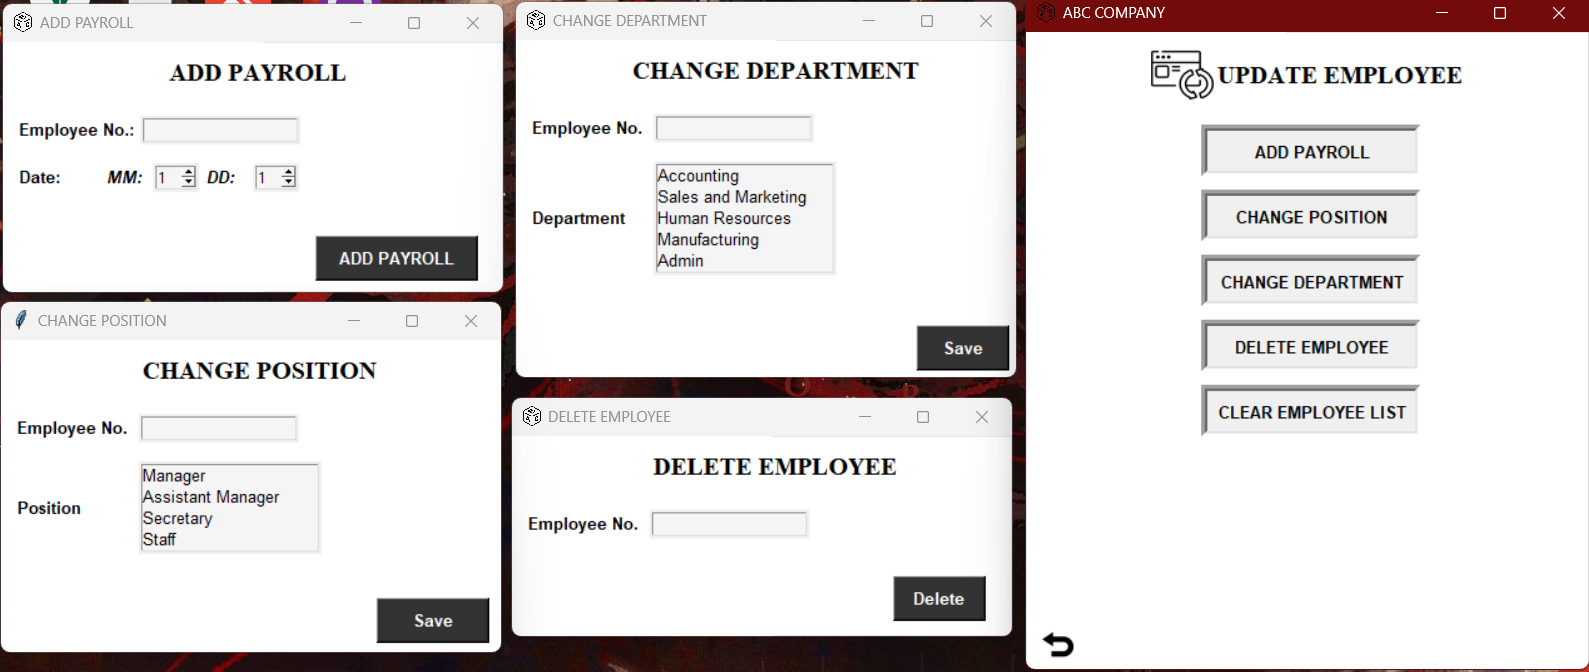 ADD PAYROLL
ADD PAYROLL
Employee No.:
Date: MM: 1 DD: 1
ADD PAYROLL
CHANGE POSITION
CHANGE POSITION
Employee No.
Position
Manager
Assistant Manager
Secretary
Staff
Save
CHANGE DEPARTMENT
CHANGE DEPARTMENT
Employee No.
Department
Accounting
Sales and Marketing
Human Resources
Manufacturing
Admin
Save
DELETE EMPLOYEE
DELETE EMPLOYEE
Employee No.
Delete
ABC COMPANY
UPDATE EMPLOYEE
ADD PAYROLL
CHANGE POSITION
CHANGE DEPARTMENT
DELETE EMPLOYEE
CLEAR EMPLOYEE LIST